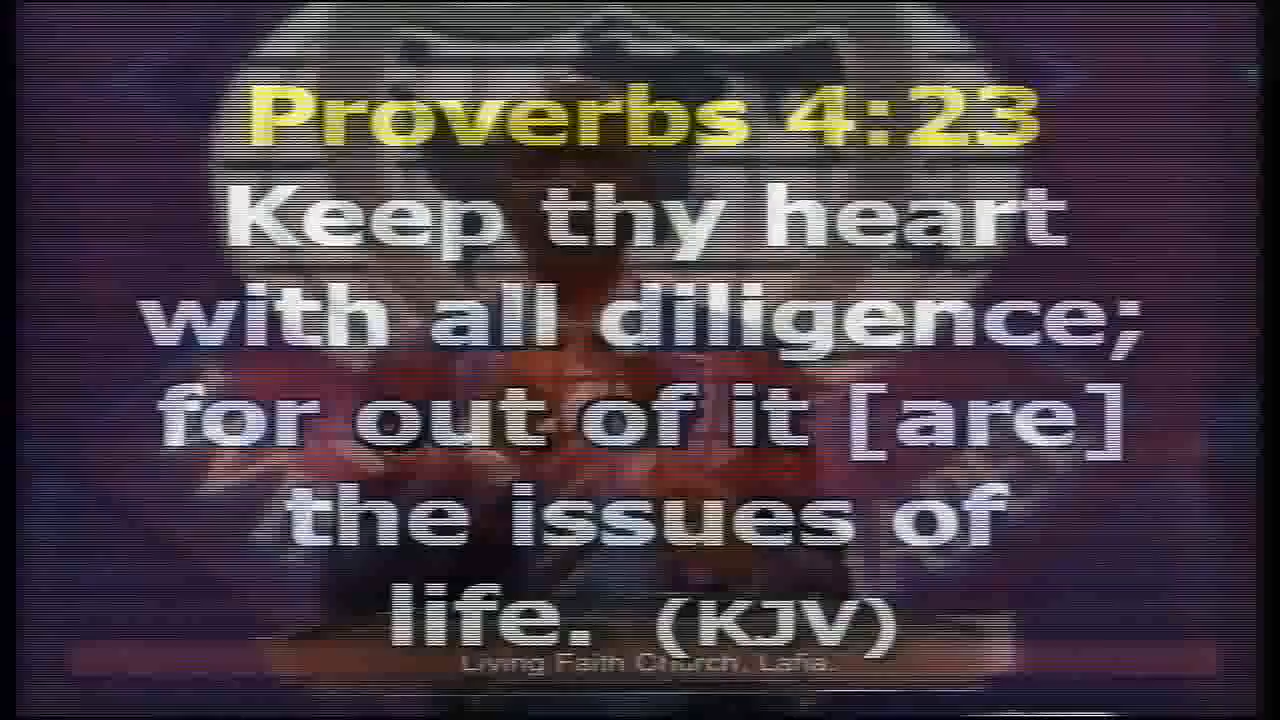 Proverbs 4:23
Keep thy heart
with all diligence;
for out of it [are]
the issues of
life. (KJV)
Living Faith Church, Lafia.